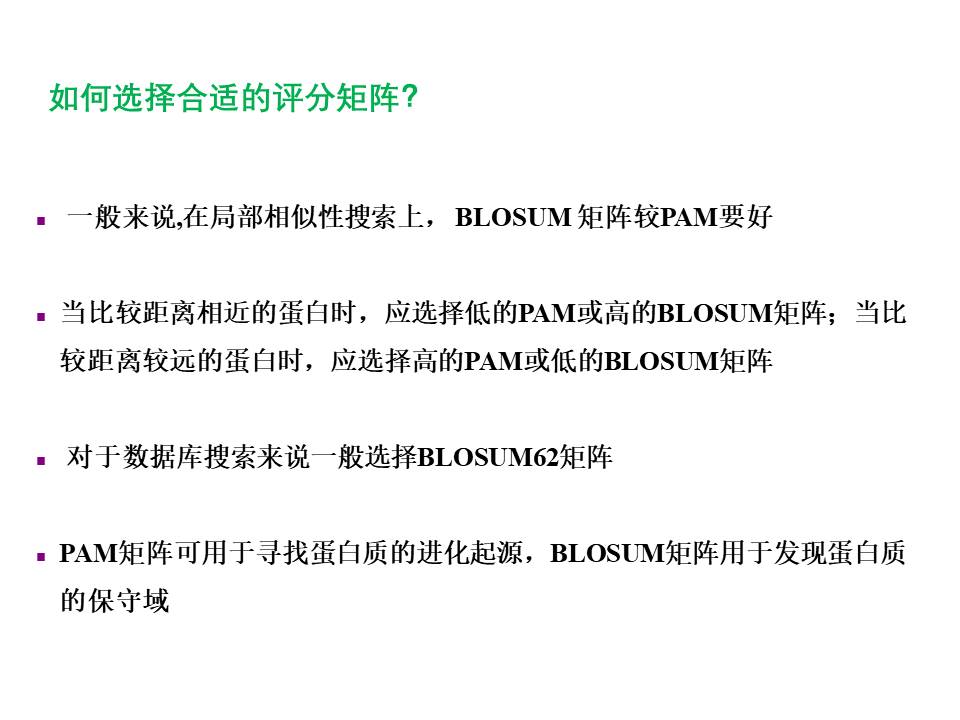 如何选择合适的评分矩阵?
一般来说,在局部相似性搜索上， BLOSUM 矩阵较PAM要好
当比较距离相近的蛋白时，应选择低的PAM或高的BLOSUM矩阵；当比
较距离较远的蛋白时，应选择高的PAM或低的BLOSUM矩阵
对于数据库搜索来说一般选择BLOSUM62矩阵
PAM矩阵可用于寻找蛋白质的进化起源，BLOSUM矩阵用于发现蛋白质
的保守域